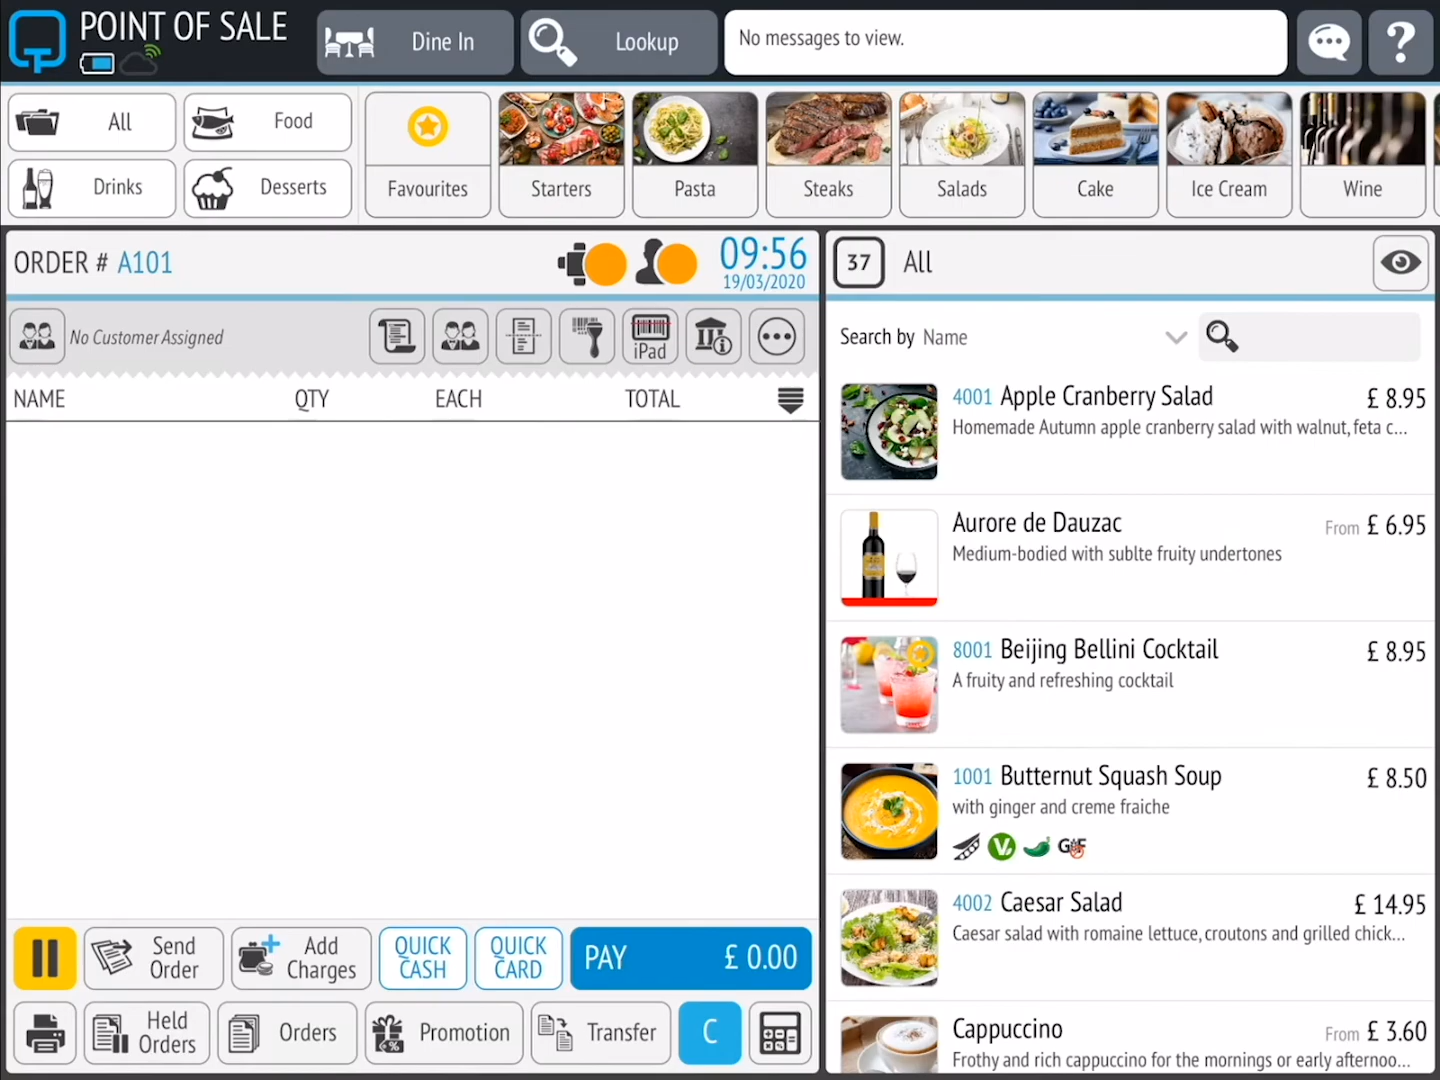 POINT OF SALE
Dine In
Lookup
No messages to view.
?
All
Food
Drinks
Desserts
Favourites
Starters
Pasta
Steaks
Salads
Cake
Ice Cream
Wine
ORDER # A101
09:56
19/03/2020
37
All
No Customer Assigned
iPad
Search by Name
NAME
QTY
EACH
TOTAL
4001 Apple Cranberry Salad
£ 8.95
Homemade Autumn apple cranberry salad with walnut, feta c...
Aurore de Dauzac
From £ 6.95
Medium-bodied with sublte fruity undertones
8001 Beijing Bellini Cocktail
£ 8.95
A fruity and refreshing cocktail
1001 Butternut Squash Soup
£ 8.50
with ginger and creme fraiche
V
GF
4002 Caesar Salad
£ 14.95
Caesar salad with romaine lettuce, croutons and grilled chick...
Cappuccino
From £ 3.60
Frothy and rich cappuccino for the mornings or early afternoo...
Send
Order
Add
Charges
QUICK
CASH
QUICK
CARD
PAY
£ 0.00
Held
Orders
Orders
%
Promotion
Transfer
C